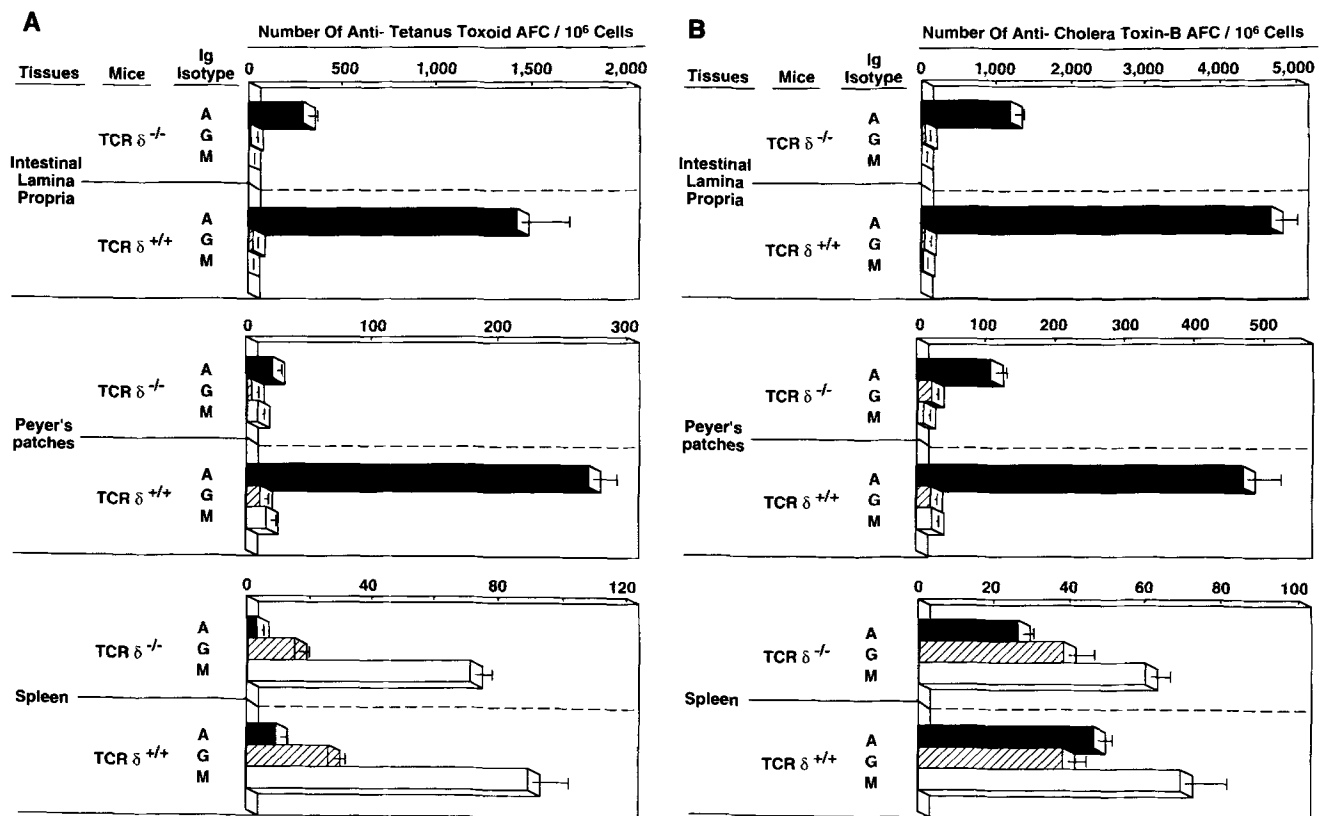 A
Number Of Anti- Tetanus Toxoid AFC / 10⁶ Cells
Tissues Mice Ig Isotype
0 500 1,000 1,500 2,000
Intestinal Lamina Propria
TCR δ -/-
A
G
M
TCR δ +/+
A
G
M
0 100 200 300
Peyer's patches
TCR δ -/-
A
G
M
TCR δ +/+
A
G
M
0 40 80 120
Spleen
TCR δ -/-
A
G
M
TCR δ +/+
A
G
M
B
Number Of Anti- Cholera Toxin-B AFC / 10⁶ Cells
Tissues Mice Ig Isotype
0 1,000 2,000 3,000 4,000 5,000
Intestinal Lamina Propria
TCR δ -/-
A
G
M
TCR δ +/+
A
G
M
0 100 200 300 400 500
Peyer's patches
TCR δ -/-
A
G
M
TCR δ +/+
A
G
M
0 20 40 60 80 100
Spleen
TCR δ -/-
A
G
M
TCR δ +/+
A
G
M